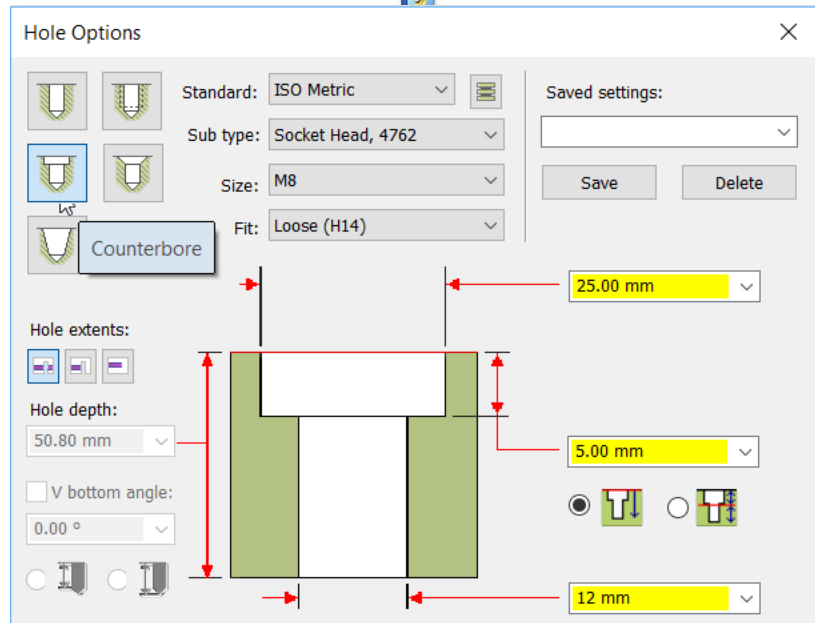 Hole Options
Standard: ISO Metric
Saved settings:
Sub type: Socket Head, 4762
Size: M8
Save Delete
Fit: Loose (H14)
Counterbore
25.00 mm
Hole extents:
Hole depth:
50.80 mm
5.00 mm
V bottom angle:
0.00 °
12 mm